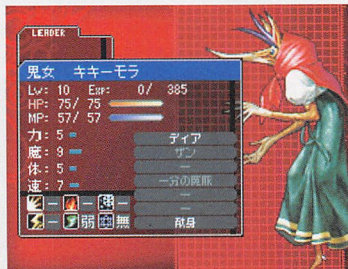 LEADER
鬼女 キキーモラ
Lv: 10 Exp: 0/ 385
HP: 75/ 75
MP: 57/ 57
力: 5
魔: 9
体: 5
速: 7
ディア
ザン
—
一分の魔脈
—
—
献身
— — —
— 弱 無